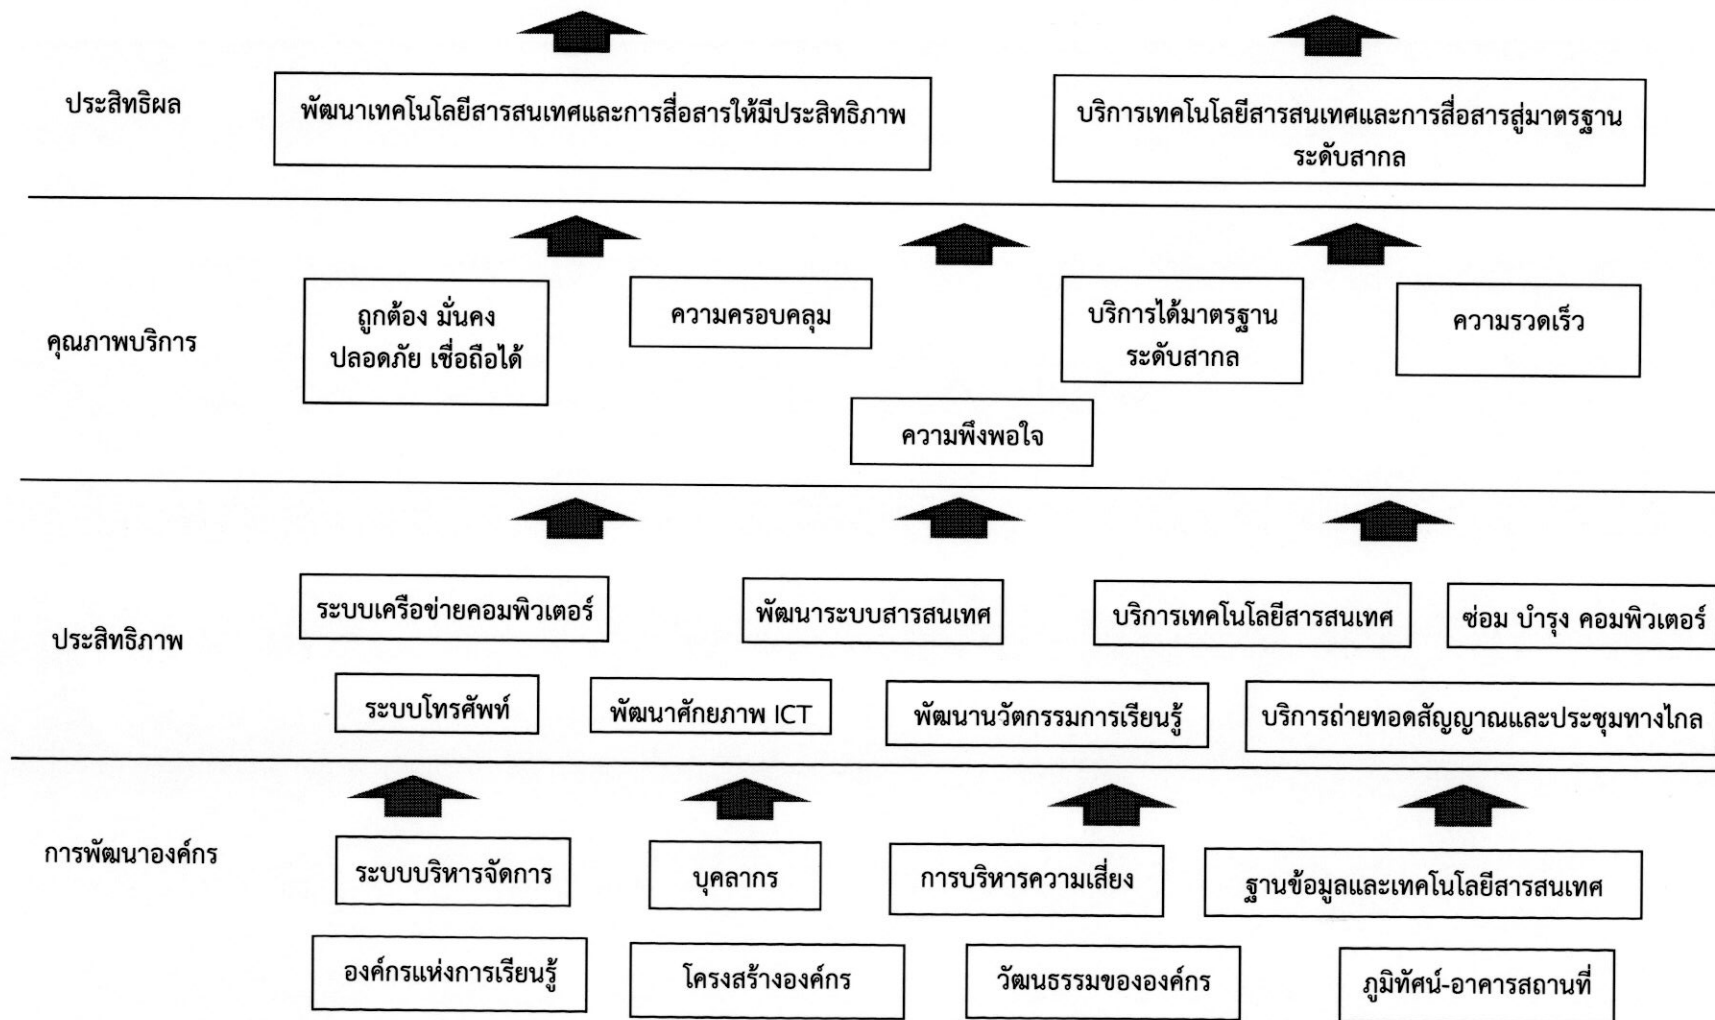 ประสิทธิผล
พัฒนาเทคโนโลยีสารสนเทศและการสื่อสารให้มีประสิทธิภาพ
บริการเทคโนโลยีสารสนเทศและการสื่อสารสู่มาตรฐาน
ระดับสากล
คุณภาพบริการ
ถูกต้อง มั่นคง
ปลอดภัย เชื่อถือได้
ความครอบคลุม
บริการได้มาตรฐาน
ระดับสากล
ความรวดเร็ว
ความพึงพอใจ
ประสิทธิภาพ
ระบบเครือข่ายคอมพิวเตอร์
พัฒนาระบบสารสนเทศ
บริการเทคโนโลยีสารสนเทศ
ซ่อม บำรุง คอมพิวเตอร์
ระบบโทรศัพท์
พัฒนาศักยภาพ ICT
พัฒนานวัตกรรมการเรียนรู้
บริการถ่ายทอดสัญญาณและประชุมทางไกล
การพัฒนาองค์กร
ระบบบริหารจัดการ
บุคลากร
การบริหารความเสี่ยง
ฐานข้อมูลและเทคโนโลยีสารสนเทศ
องค์กรแห่งการเรียนรู้
โครงสร้างองค์กร
วัฒนธรรมขององค์กร
ภูมิทัศน์-อาคารสถานที่